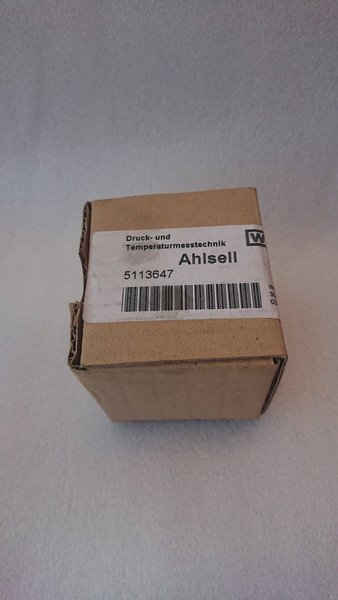 Druck- und
Temperaturmesstechnik
Ahlsell
5113647
W